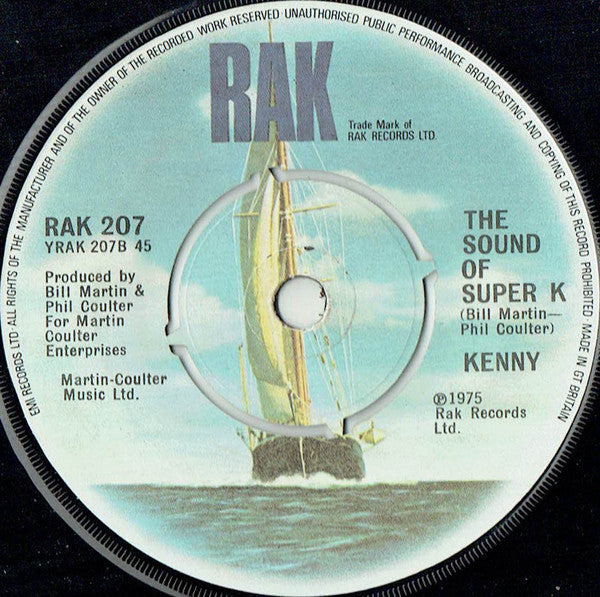 EMI RECORDS LTD· ALL RIGHTS OF THE MANUFACTURER AND OF THE OWNER OF THE RECORDED WORK RESERVED· UNAUTHORISED PUBLIC PERFORMANCE BROADCASTING AND COPYING OF THIS RECORD PROHIBITED· MADE IN GT BRITAIN
RAK
Trade Mark of
RAK RECORDS LTD.
RAK 207
YRAK 207B 45
Produced by
Bill Martin &
Phil Coulter
For Martin
Coulter
Enterprises
Martin-Coulter
Music Ltd.
THE
SOUND
OF
SUPER K
(Bill Martin—
Phil Coulter)
KENNY
℗1975
Rak Records
Ltd.